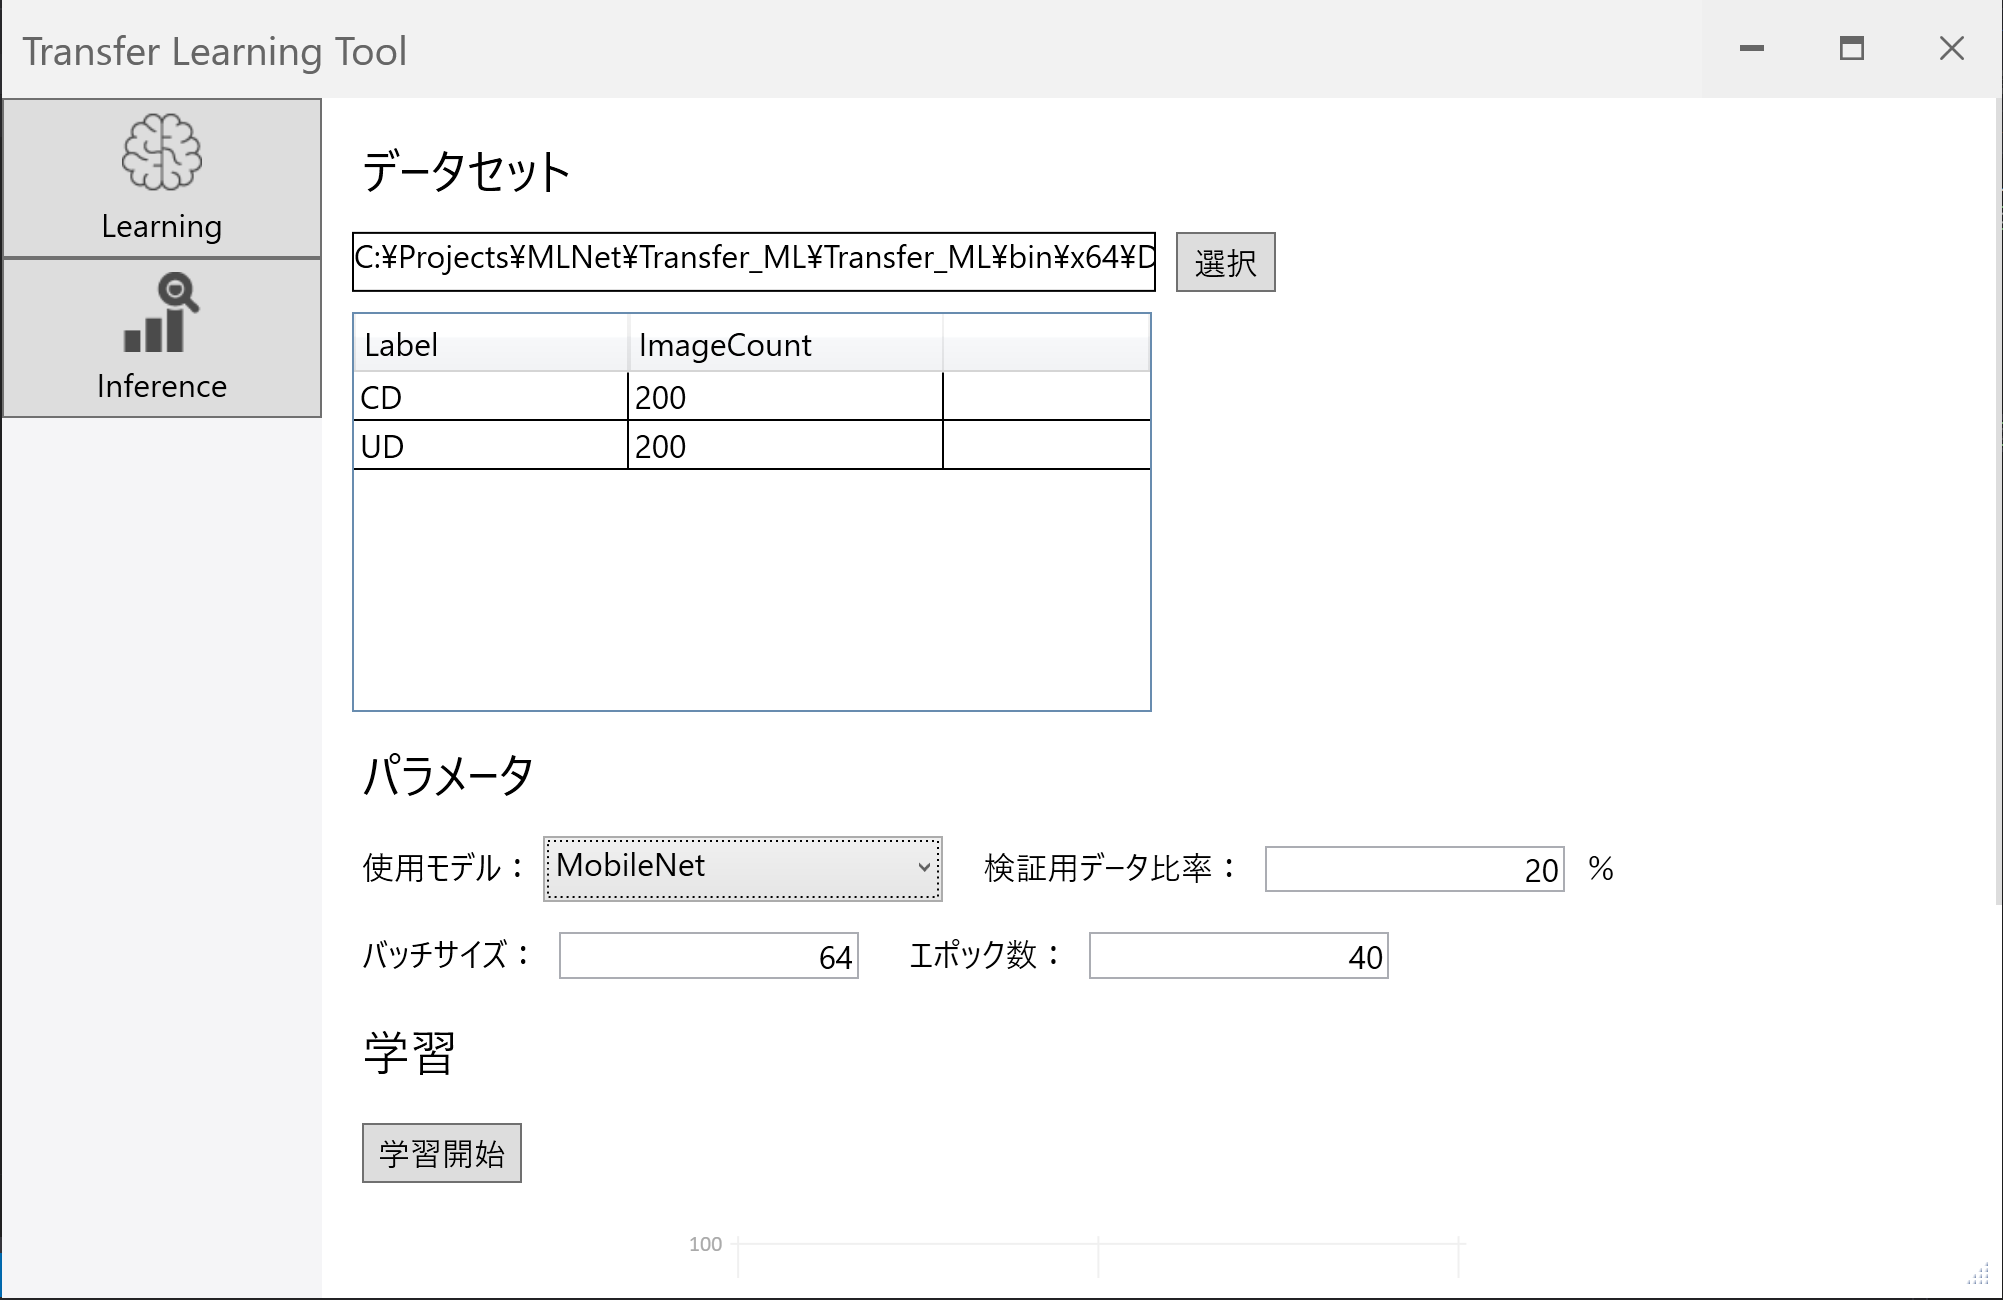 Transfer Learning Tool
Learning
Inference
データセット
C:¥Projects¥MLNet¥Transfer_ML¥Transfer_ML¥bin¥x64¥D
選択
Label ImageCount
CD 200
UD 200
パラメータ
使用モデル： MobileNet 検証用データ比率： 20 %
バッチサイズ： 64 エポック数： 40
学習
学習開始
100